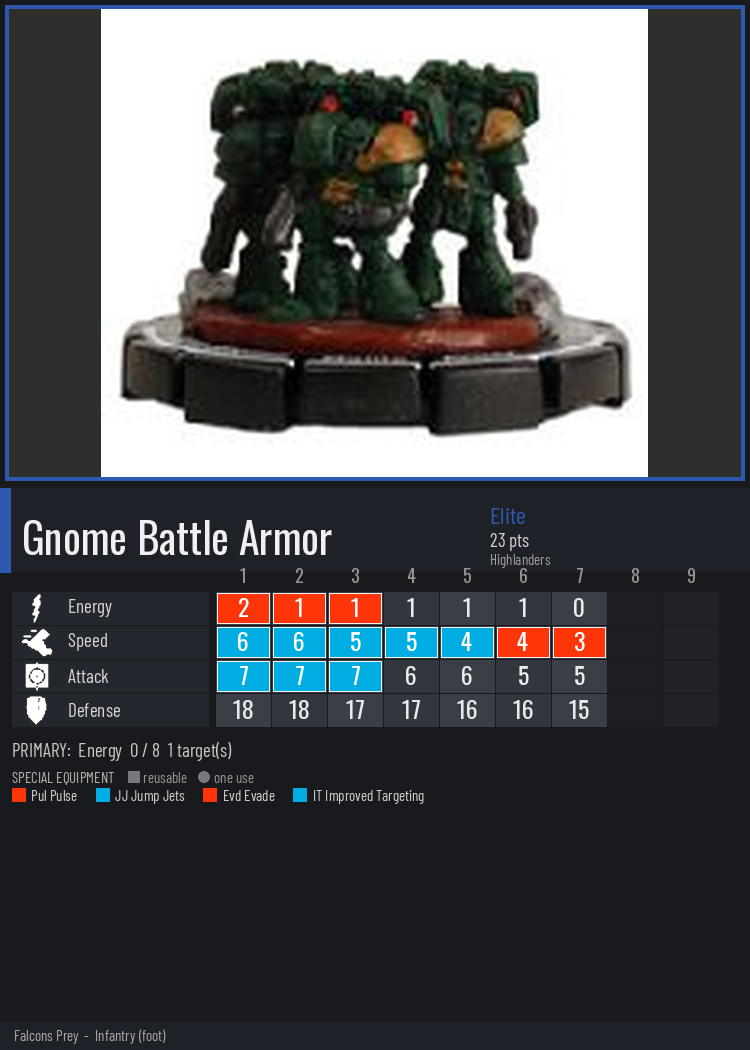 Gnome Battle Armor
Elite
23 pts
Highlanders
1 2 3 4 5 6 7 8 9
Energy 2 1 1 1 1 1 0
Speed 6 6 5 5 4 4 3
Attack 7 7 7 6 6 5 5
Defense 18 18 17 17 16 16 15
PRIMARY: Energy 0 / 8 1 target(s)
SPECIAL EQUIPMENT reusable one use
Pul Pulse JJ Jump Jets Evd Evade IT Improved Targeting
Falcons Prey - Infantry (foot)